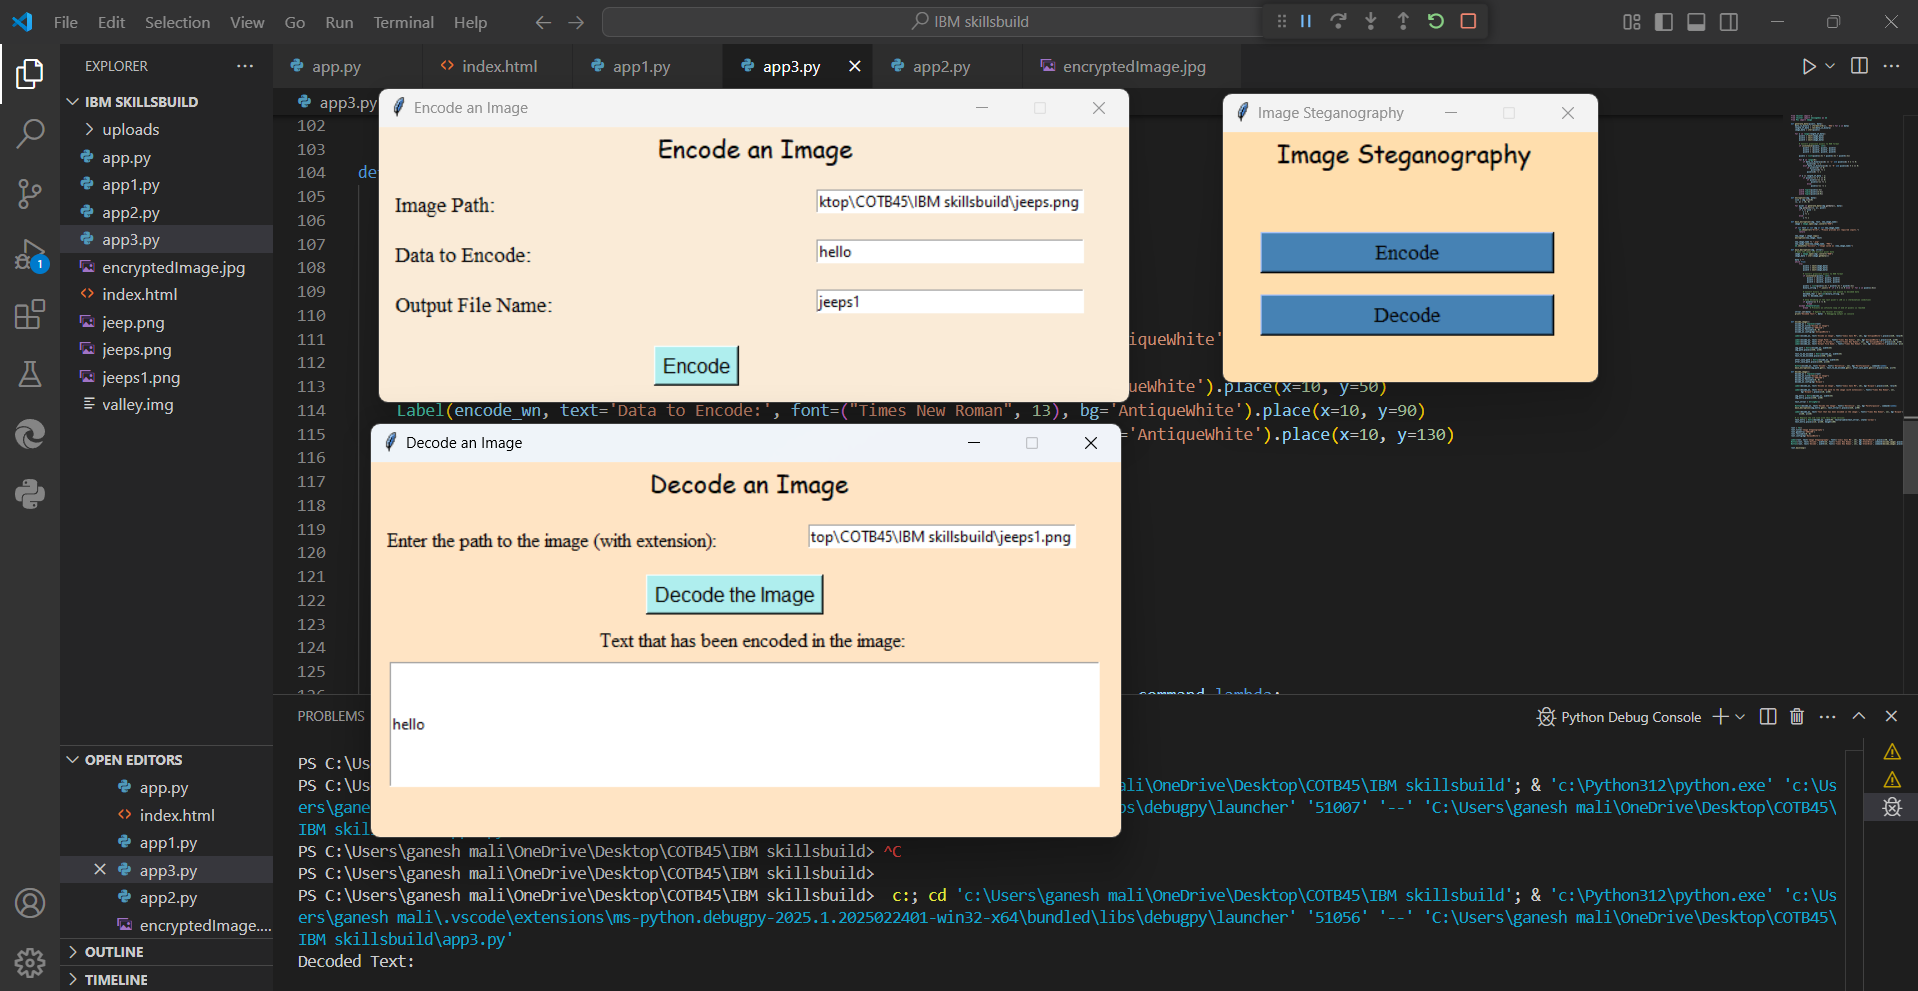 File Edit Selection View Go Run Terminal Help
IBM skillsbuild
EXPLORER
IBM SKILLSBUILD
uploads
app.py
app1.py
app2.py
app3.py
encryptedImage.jpg
index.html
jeep.png
jeeps.png
jeeps1.png
valley.img
1
OPEN EDITORS
app.py
index.html
app1.py
app3.py
app2.py
encryptedImage....
OUTLINE
TIMELINE
app.py index.html app1.py app3.py app2.py encryptedImage.jpg
app3.py
102
103
104 de
105
106
107
108
109
110
111 iqueWhite'
112
113 queWhite').place(x=10, y=50)
114 Label(encode_wn, text='Data to Encode:', font=("Times New Roman", 13), bg='AntiqueWhite').place(x=10, y=90)
115 ='AntiqueWhite').place(x=10, y=130)
116
117
118
119
120
121
122
123
124
125
126 command=lambda:
Encode an Image
Encode an Image
Image Path: ktop\COTB45\IBM skillsbuild\jeeps.png
Data to Encode: hello
Output File Name: jeeps1
Encode
Image Steganography
Image Steganography
Encode
Decode
Decode an Image
Decode an Image
Enter the path to the image (with extension): top\COTB45\IBM skillsbuild\jeeps1.png
Decode the Image
Text that has been encoded in the image:
hello
PROBLEMS
Python Debug Console
PS C:\Us
PS C:\Us ali\OneDrive\Desktop\COTB45\IBM skillsbuild'; & 'c:\Python312\python.exe' 'c:\Us
ers\gane bs\debugpy\launcher' '51007' '--' 'C:\Users\ganesh mali\OneDrive\Desktop\COTB45\
IBM skil
PS C:\Users\ganesh mali\OneDrive\Desktop\COTB45\IBM skillsbuild> ^C
PS C:\Users\ganesh mali\OneDrive\Desktop\COTB45\IBM skillsbuild>
PS C:\Users\ganesh mali\OneDrive\Desktop\COTB45\IBM skillsbuild> c:; cd 'c:\Users\ganesh mali\OneDrive\Desktop\COTB45\IBM skillsbuild'; & 'c:\Python312\python.exe' 'c:\Us
ers\ganesh mali\.vscode\extensions\ms-python.debugpy-2025.1.2025022401-win32-x64\bundled\libs\debugpy\launcher' '51056' '--' 'C:\Users\ganesh mali\OneDrive\Desktop\COTB45\
IBM skillsbuild\app3.py'
Decoded Text: